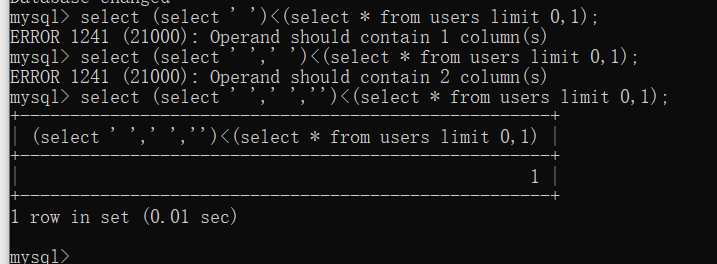 Database changed
mysql> select (select ' ')<(select * from users limit 0,1);
ERROR 1241 (21000): Operand should contain 1 column(s)
mysql> select (select ' ',' ')<(select * from users limit 0,1);
ERROR 1241 (21000): Operand should contain 2 column(s)
mysql> select (select ' ',' ','')<(select * from users limit 0,1);
+---------------------------------------------------+
| (select ' ',' ','')<(select * from users limit 0,1) |
+---------------------------------------------------+
| 1 |
+---------------------------------------------------+
1 row in set (0.01 sec)
mysql>